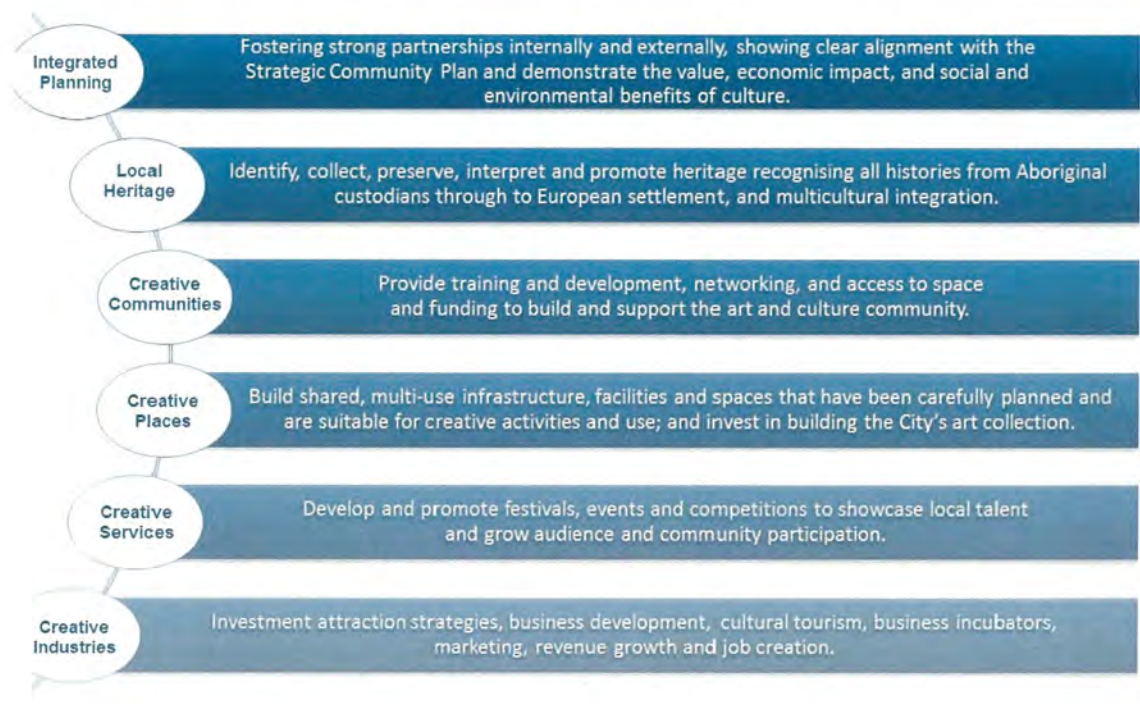 Integrated
Planning
Fostering strong partnerships internally and externally, showing clear alignment with the
Strategic Community Plan and demonstrate the value, economic impact, and social and
environmental benefits of culture.
Local
Heritage
Identify, collect, preserve, interpret and promote heritage recognising all histories from Aboriginal
custodians through to European settlement, and multicultural integration.
Creative
Communities
Provide training and development, networking, and access to space
and funding to build and support the art and culture community.
Creative
Places
Build shared, multi-use infrastructure, facilities and spaces that have been carefully planned and
are suitable for creative activities and use; and invest in building the City's art collection.
Creative
Services
Develop and promote festivals, events and competitions to showcase local talent
and grow audience and community participation.
Creative
Industries
Investment attraction strategies, business development, cultural tourism, business incubators,
marketing, revenue growth and job creation.